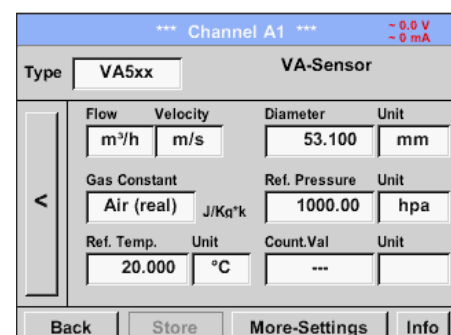 *** Channel A1 ***
~ 0.0 V
~ 0 mA
Type VA5xx VA-Sensor
Flow Velocity Diameter Unit
m³/h m/s 53.100 mm
Gas Constant Ref. Pressure Unit
< Air (real) J/Kg*k 1000.00 hpa
Ref. Temp. Unit Count.Val Unit
20.000 °C ---
Back Store More-Settings Info